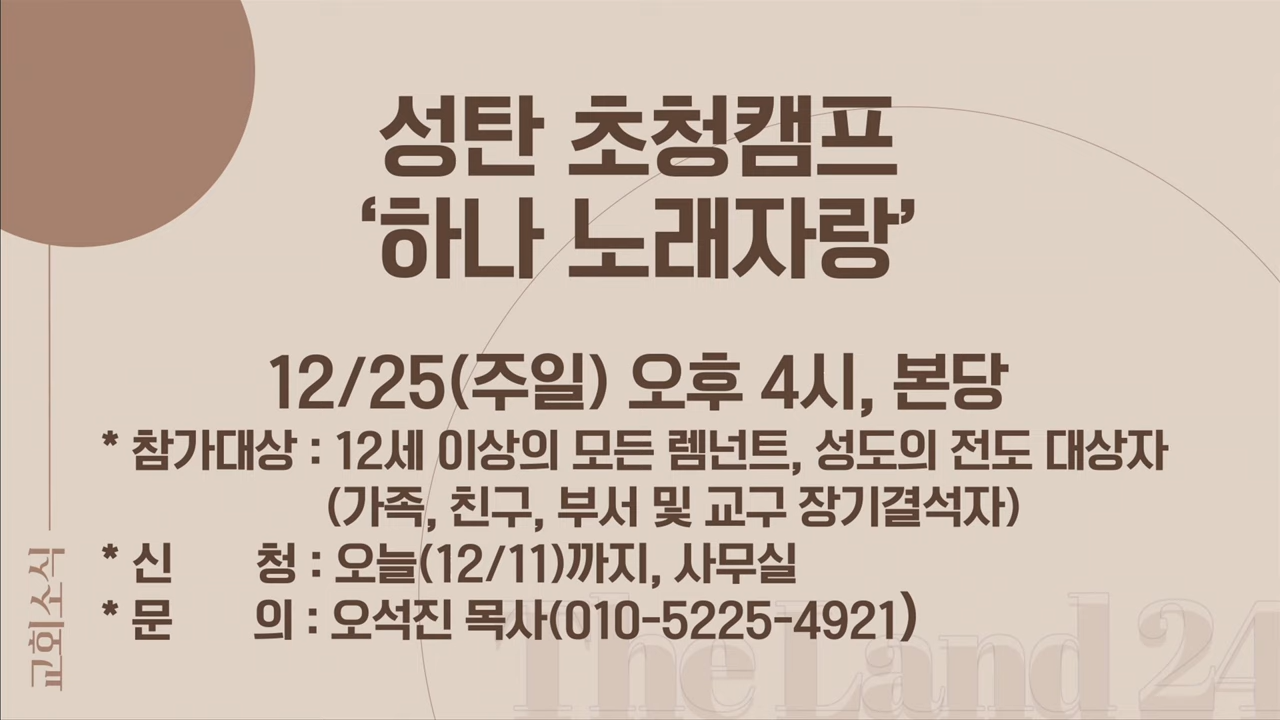 성탄 초청캠프
‘하나 노래자랑’
12/25(주일) 오후 4시, 본당
* 참가대상 : 12세 이상의 모든 렘넌트, 성도의 전도 대상자
(가족, 친구, 부서 및 교구 장기결석자)
* 신 청 : 오늘(12/11)까지, 사무실
* 문 의 : 오석진 목사(010-5225-4921)
교회소식
The Land 24